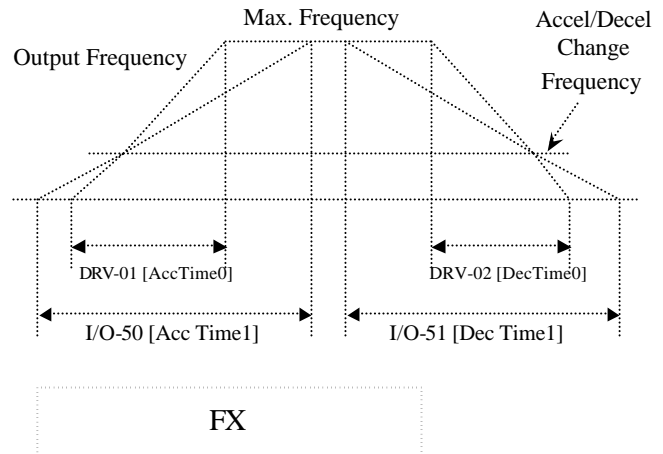 Max. Frequency
Accel/Decel
Change
Frequency
Output Frequency
DRV-01 [AccTime0]
DRV-02 [DecTime0]
I/O-50 [Acc Time1]
I/O-51 [Dec Time1]
FX